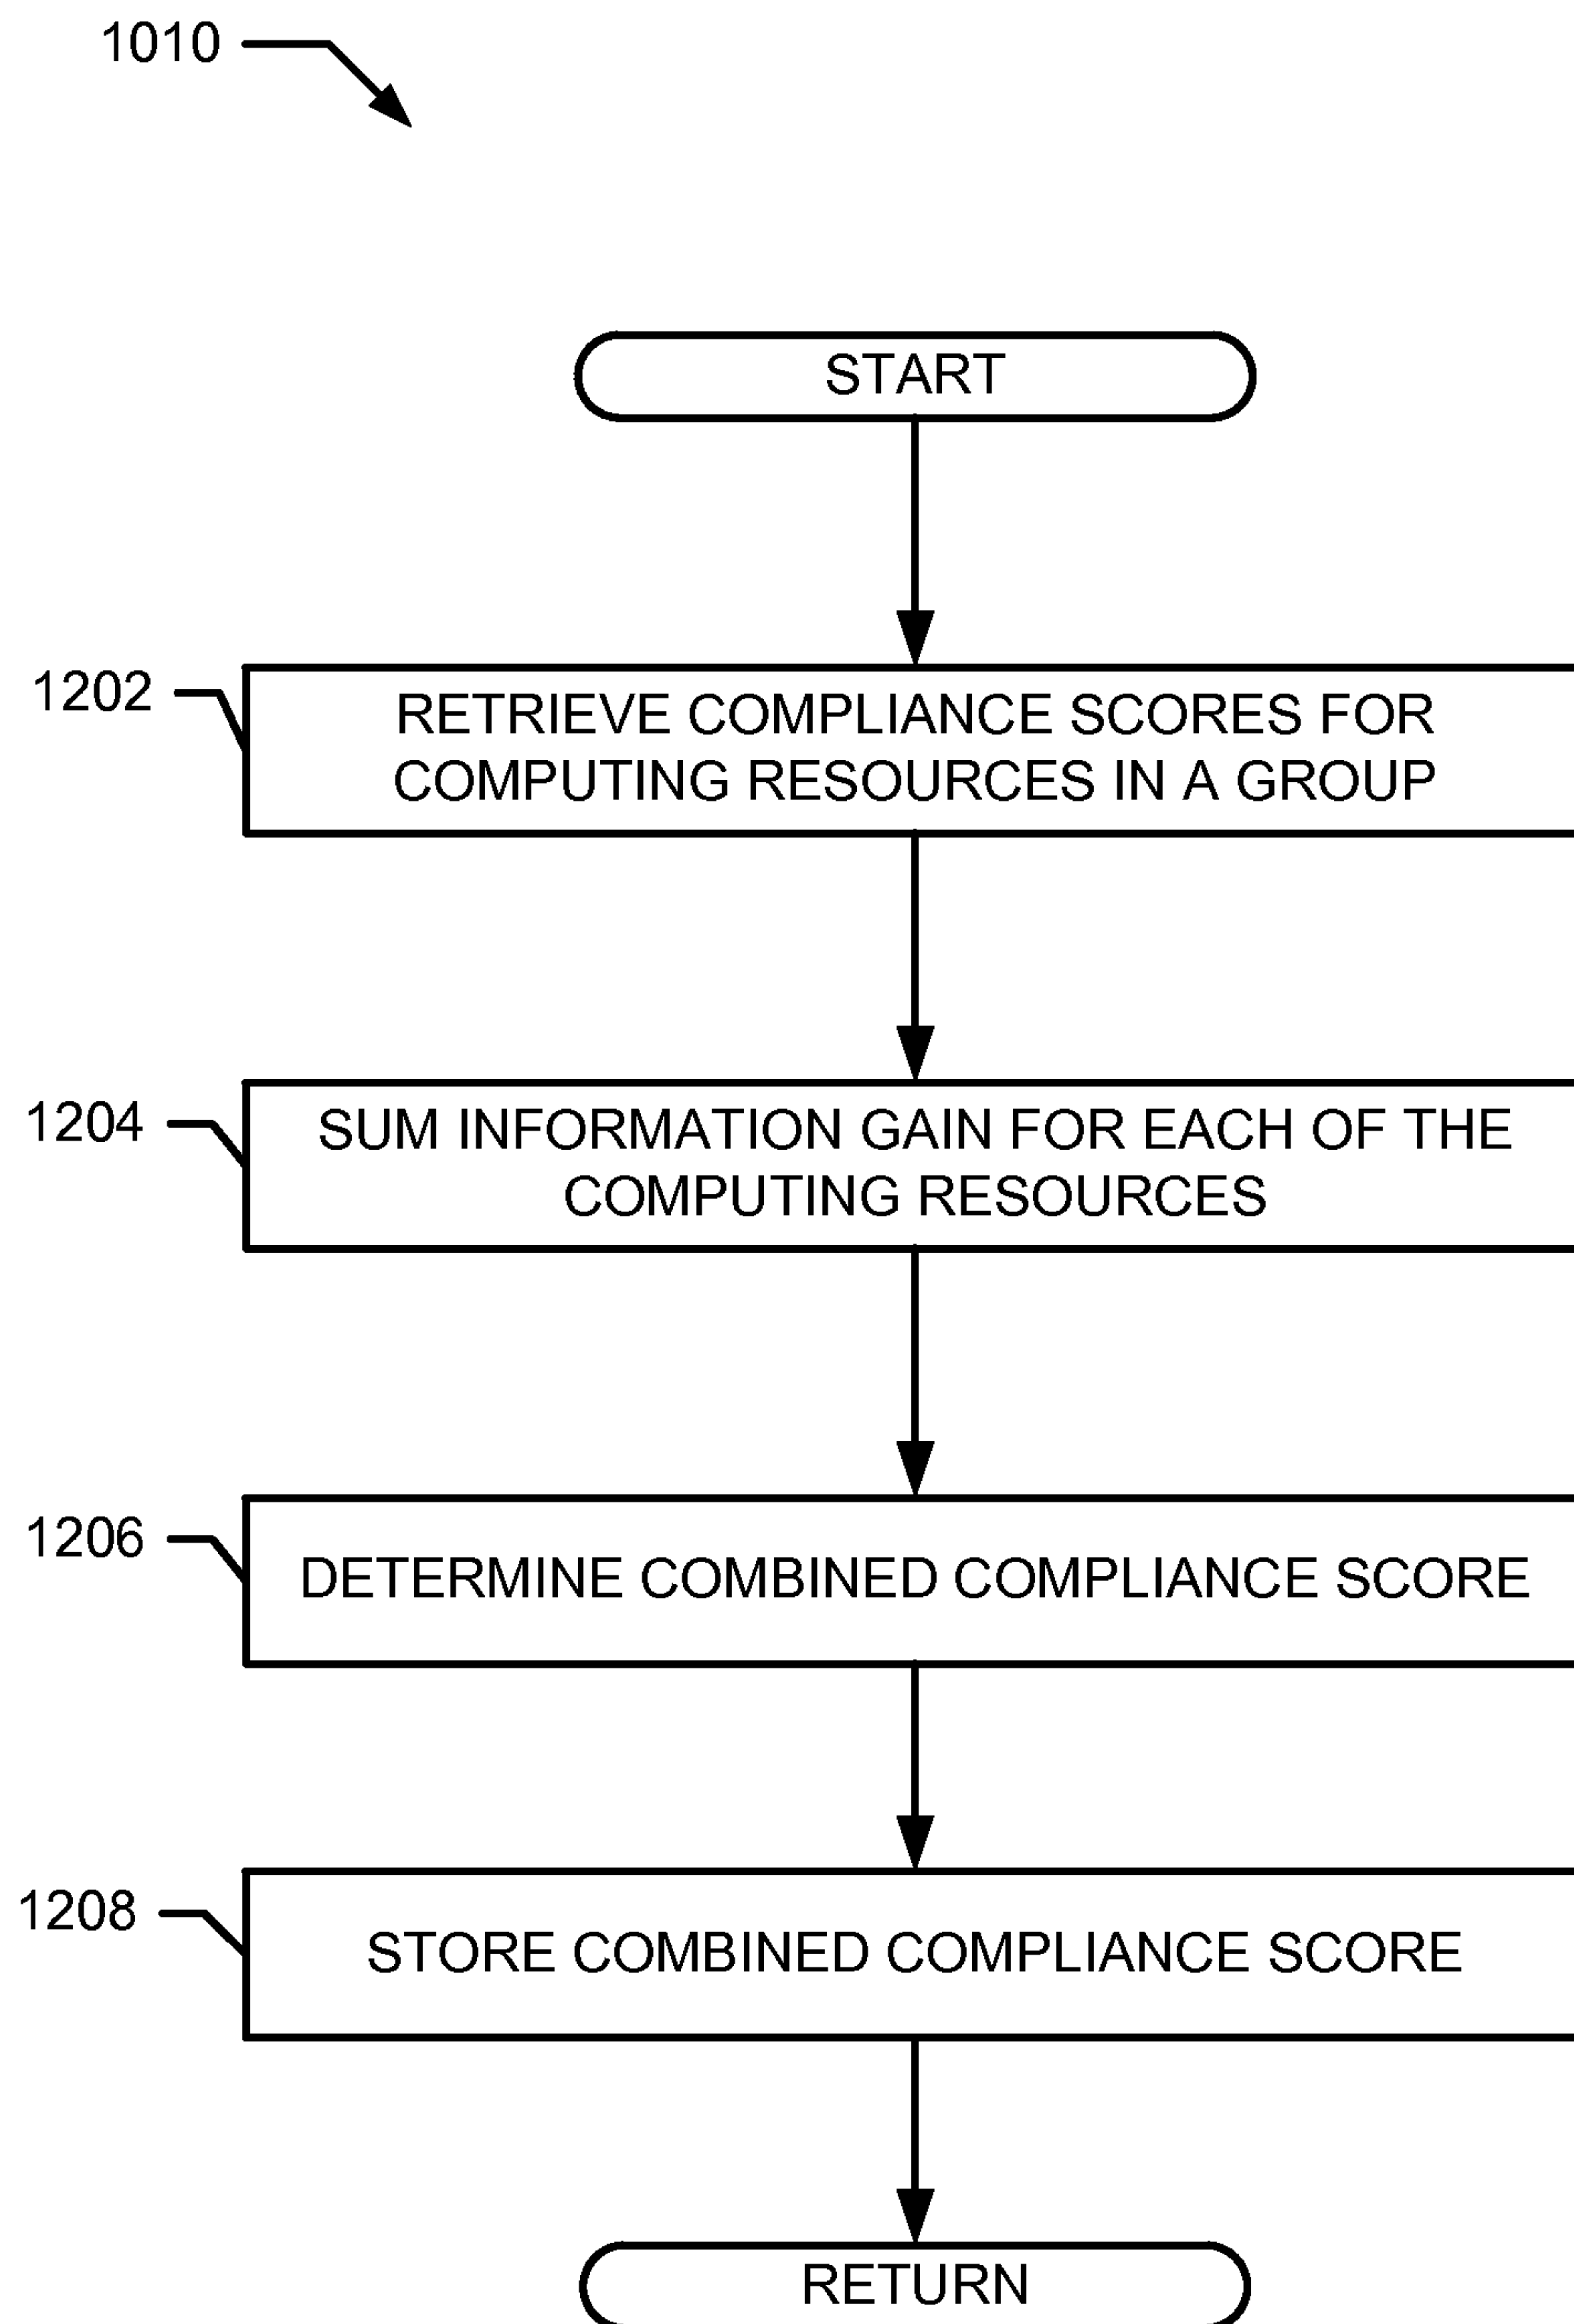 1010
START
1202
RETRIEVE COMPLIANCE SCORES FOR
COMPUTING RESOURCES IN A GROUP
1204
SUM INFORMATION GAIN FOR EACH OF THE
COMPUTING RESOURCES
1206
DETERMINE COMBINED COMPLIANCE SCORE
1208
STORE COMBINED COMPLIANCE SCORE
RETURN